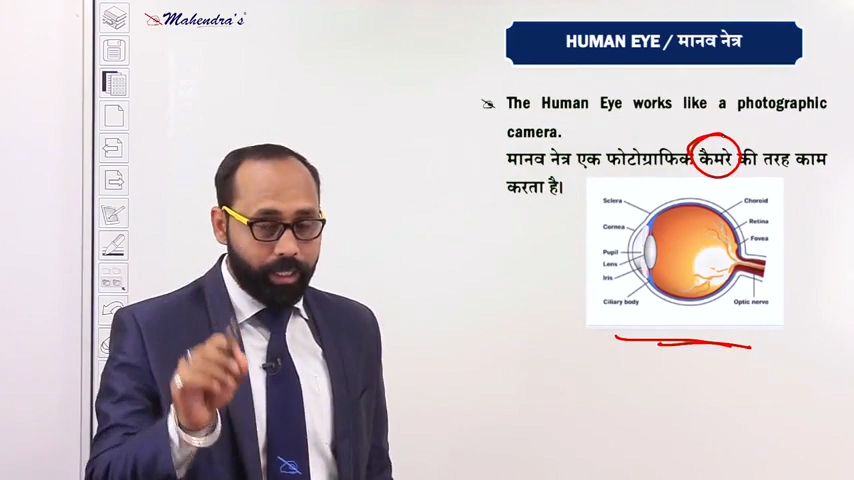 Mahendra's
HUMAN EYE / मानव नेत्र
The Human Eye works like a photographic
camera.
मानव नेत्र एक फोटोग्राफिक कैमरे की तरह काम
करता है।
Sclera
Choroid
Cornea
Retina
Fovea
Pupil
Lens
Iris
Ciliary body
Optic nerve